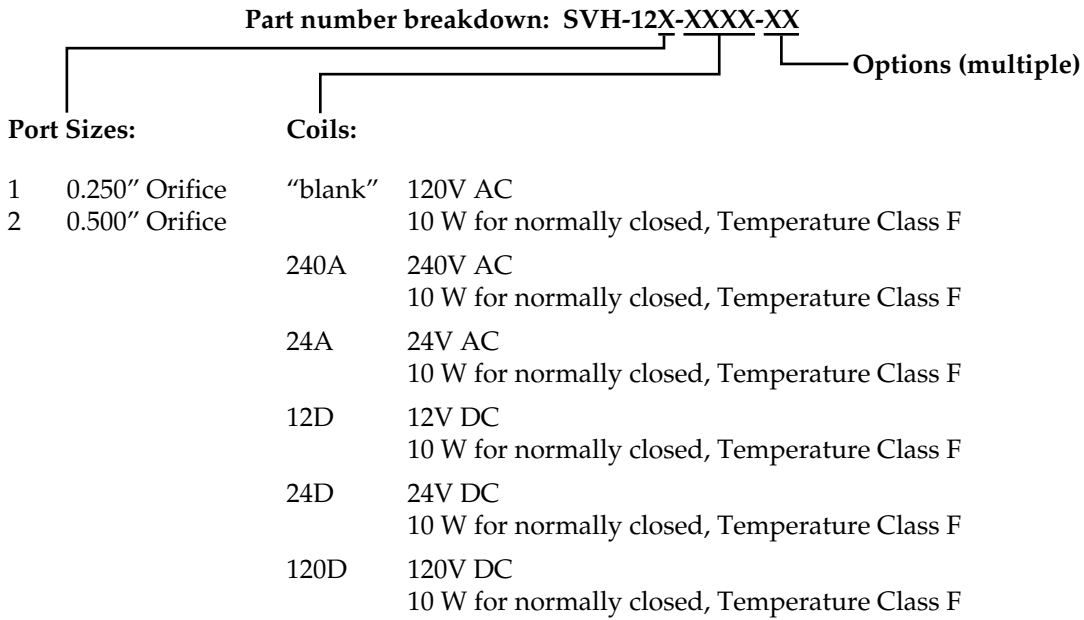 Part number breakdown: SVH-12X-XXXX-XX
Options (multiple)
Port Sizes:
1 0.250″ Orifice
2 0.500″ Orifice
Coils:
“blank” 120V AC
10 W for normally closed, Temperature Class F
240A 240V AC
10 W for normally closed, Temperature Class F
24A 24V AC
10 W for normally closed, Temperature Class F
12D 12V DC
10 W for normally closed, Temperature Class F
24D 24V DC
10 W for normally closed, Temperature Class F
120D 120V DC
10 W for normally closed, Temperature Class F